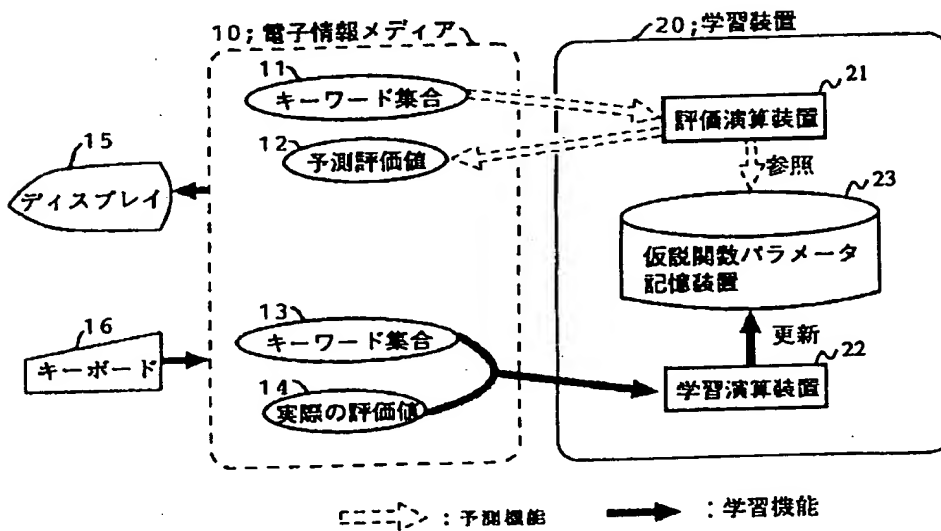 10;電子情報メディア
20;学習装置
11
キーワード集合
21
評価演算装置
12
予測評価値
15
ディスプレイ
参照
23
仮説関数パラメータ
記憶装置
13
キーワード集合
16
キーボード
更新
22
学習演算装置
14
実際の評価値
:予測機能
:学習機能